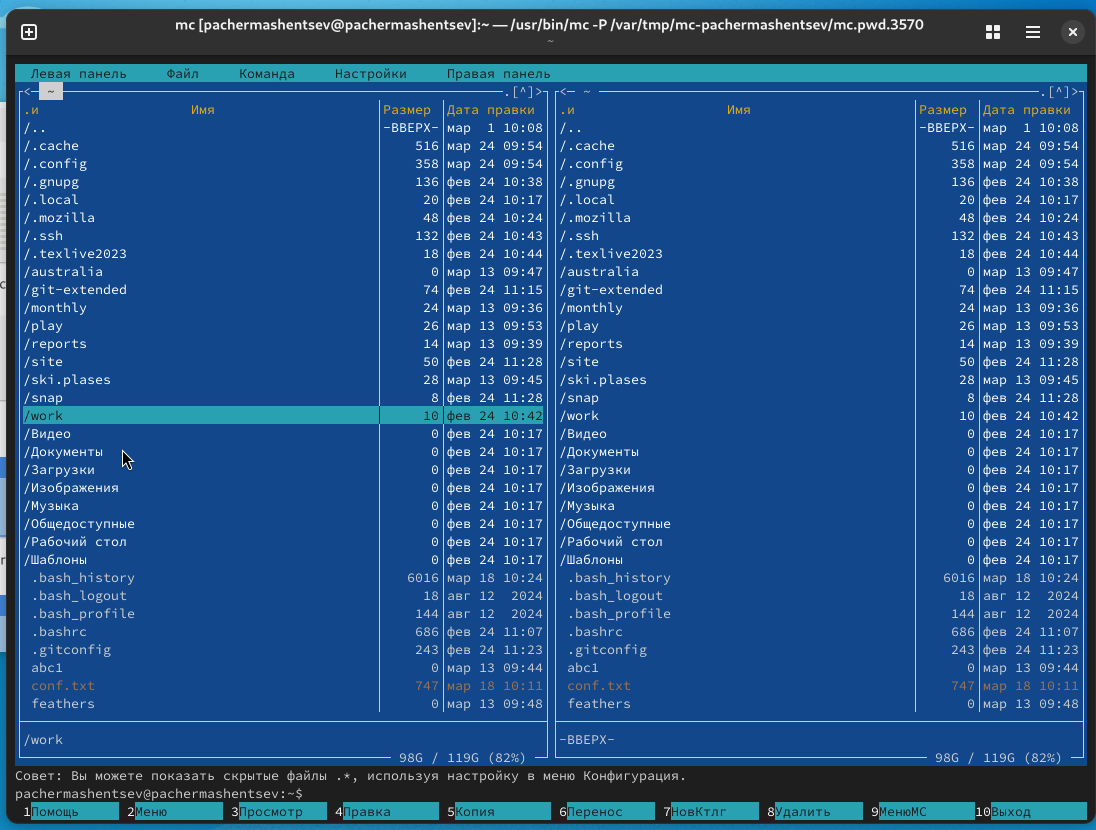 mc [pachermashentsev@pachermashentsev]:~ — /usr/bin/mc -P /var/tmp/mc-pachermashentsev/mc.pwd.3570
~
Левая панель Файл Команда Настройки Правая панель
<— ~ .[^]> <— ~ .[^]>
.и Имя Размер Дата правки .и Имя Размер Дата правки
/.. -ВВЕРХ- мар 1 10:08 /.. -ВВЕРХ- мар 1 10:08
/.cache 516 мар 24 09:54 /.cache 516 мар 24 09:54
/.config 358 мар 24 09:54 /.config 358 мар 24 09:54
/.gnupg 136 фев 24 10:38 /.gnupg 136 фев 24 10:38
/.local 20 фев 24 10:17 /.local 20 фев 24 10:17
/.mozilla 48 фев 24 10:24 /.mozilla 48 фев 24 10:24
/.ssh 132 фев 24 10:43 /.ssh 132 фев 24 10:43
/.texlive2023 18 фев 24 10:44 /.texlive2023 18 фев 24 10:44
/australia 0 мар 13 09:47 /australia 0 мар 13 09:47
/git-extended 74 фев 24 11:15 /git-extended 74 фев 24 11:15
/monthly 24 мар 13 09:36 /monthly 24 мар 13 09:36
/play 26 мар 13 09:53 /play 26 мар 13 09:53
/reports 14 мар 13 09:39 /reports 14 мар 13 09:39
/site 50 фев 24 11:28 /site 50 фев 24 11:28
/ski.plases 28 мар 13 09:45 /ski.plases 28 мар 13 09:45
/snap 8 фев 24 11:28 /snap 8 фев 24 11:28
/work 10 фев 24 10:42 /work 10 фев 24 10:42
/Видео 0 фев 24 10:17 /Видео 0 фев 24 10:17
/Документы 0 фев 24 10:17 /Документы 0 фев 24 10:17
/Загрузки 0 фев 24 10:17 /Загрузки 0 фев 24 10:17
/Изображения 0 фев 24 10:17 /Изображения 0 фев 24 10:17
/Музыка 0 фев 24 10:17 /Музыка 0 фев 24 10:17
/Общедоступные 0 фев 24 10:17 /Общедоступные 0 фев 24 10:17
/Рабочий стол 0 фев 24 10:17 /Рабочий стол 0 фев 24 10:17
/Шаблоны 0 фев 24 10:17 /Шаблоны 0 фев 24 10:17
.bash_history 6016 мар 18 10:24 .bash_history 6016 мар 18 10:24
.bash_logout 18 авг 12 2024 .bash_logout 18 авг 12 2024
.bash_profile 144 авг 12 2024 .bash_profile 144 авг 12 2024
.bashrc 686 фев 24 11:07 .bashrc 686 фев 24 11:07
.gitconfig 243 фев 24 11:23 .gitconfig 243 фев 24 11:23
abc1 0 мар 13 09:44 abc1 0 мар 13 09:44
conf.txt 747 мар 18 10:11 conf.txt 747 мар 18 10:11
feathers 0 мар 13 09:48 feathers 0 мар 13 09:48
/work -ВВЕРХ-
98G / 119G (82%) 98G / 119G (82%)
Совет: Вы можете показать скрытые файлы .*, используя настройку в меню Конфигурация.
pachermashentsev@pachermashentsev:~$
1Помощь 2Меню 3Просмотр 4Правка 5Копия 6Перенос 7НовКтлг 8Удалить 9МенюМС 10Выход